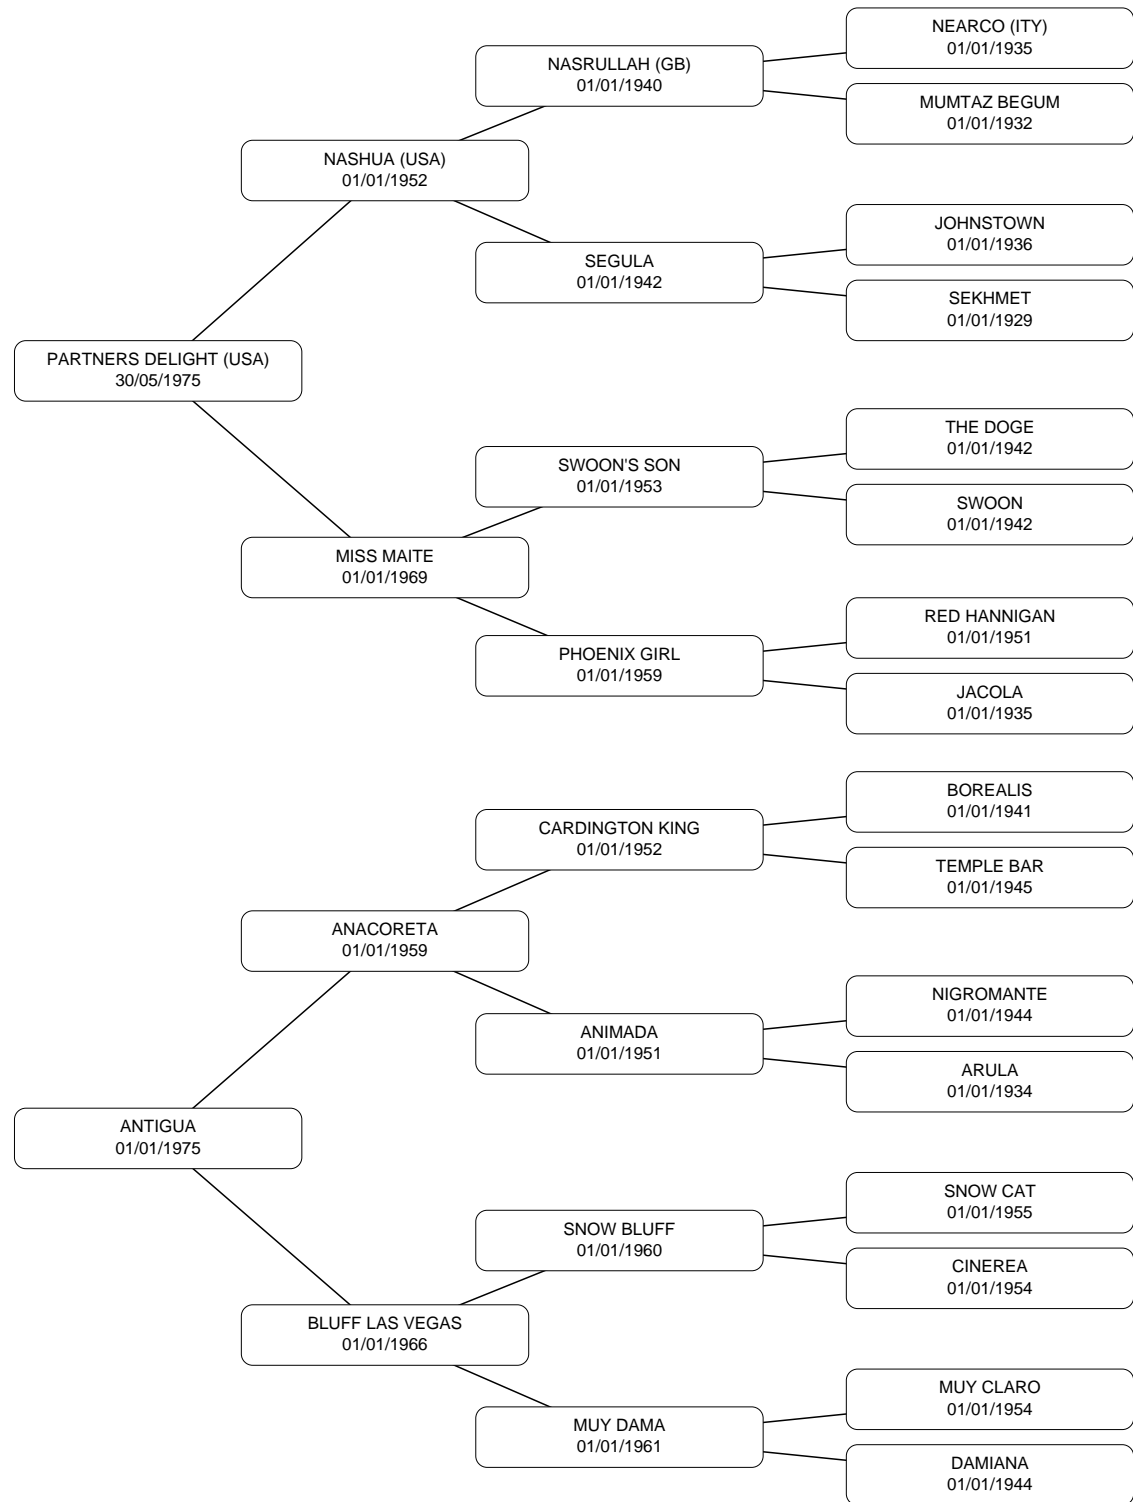 NEARCO (ITY)
01/01/1935
NASRULLAH (GB)
01/01/1940
MUMTAZ BEGUM
01/01/1932
NASHUA (USA)
01/01/1952
JOHNSTOWN
01/01/1936
SEGULA
01/01/1942
SEKHMET
01/01/1929
PARTNERS DELIGHT (USA)
30/05/1975
THE DOGE
01/01/1942
SWOON'S SON
01/01/1953
SWOON
01/01/1942
MISS MAITE
01/01/1969
RED HANNIGAN
01/01/1951
PHOENIX GIRL
01/01/1959
JACOLA
01/01/1935
BOREALIS
01/01/1941
CARDINGTON KING
01/01/1952
TEMPLE BAR
01/01/1945
ANACORETA
01/01/1959
NIGROMANTE
01/01/1944
ANIMADA
01/01/1951
ARULA
01/01/1934
ANTIGUA
01/01/1975
SNOW CAT
01/01/1955
SNOW BLUFF
01/01/1960
CINEREA
01/01/1954
BLUFF LAS VEGAS
01/01/1966
MUY CLARO
01/01/1954
MUY DAMA
01/01/1961
DAMIANA
01/01/1944